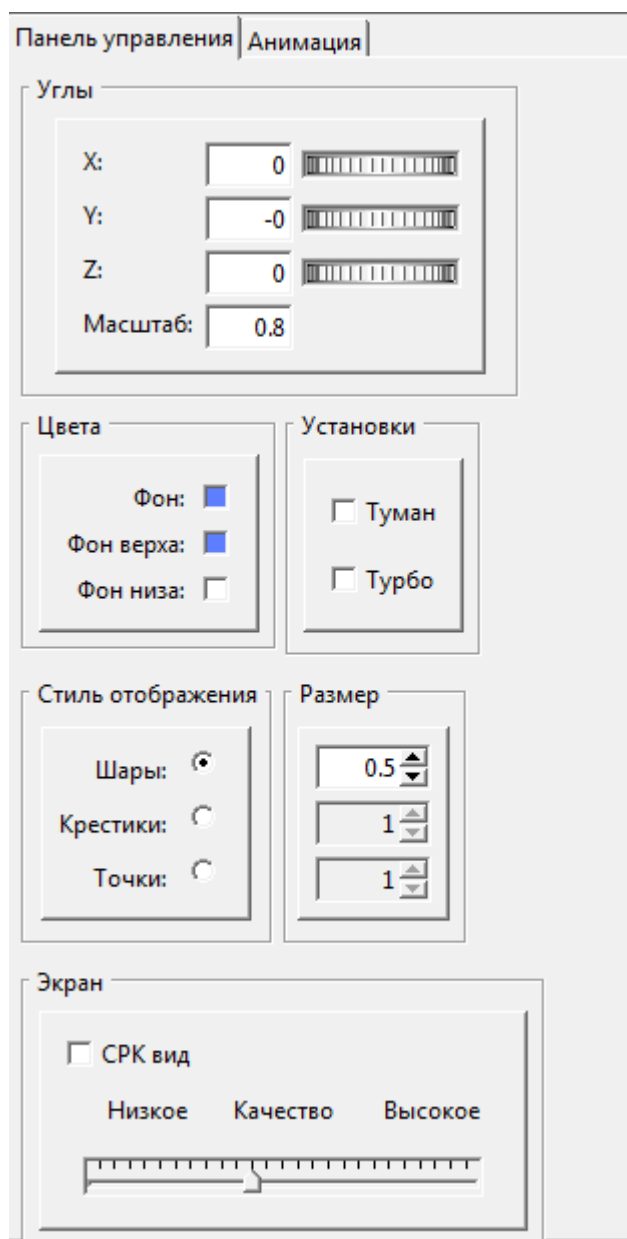 Панель управления Анимация
Углы
X: 0
Y: -0
Z: 0
Масштаб: 0.8
Цвета Установки
Фон:
Туман
Фон верха:
Турбо
Фон низа:
Стиль отображения Размер
Шары: 0.5
Крестики: 1
Точки: 1
Экран
СРК вид
Низкое Качество Высокое